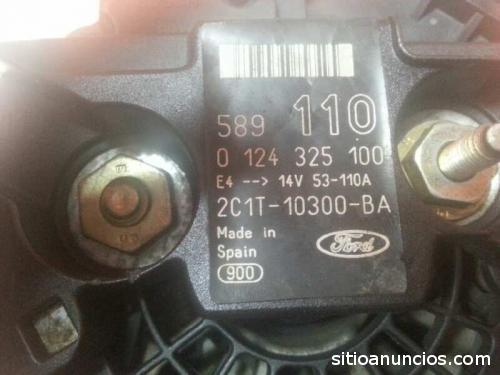 589 110
0 124 325 100
E4 --> 14V 53-110A
2C1T-10300-BA
Made in
Spain
Ford
900
sitioanuncios.com